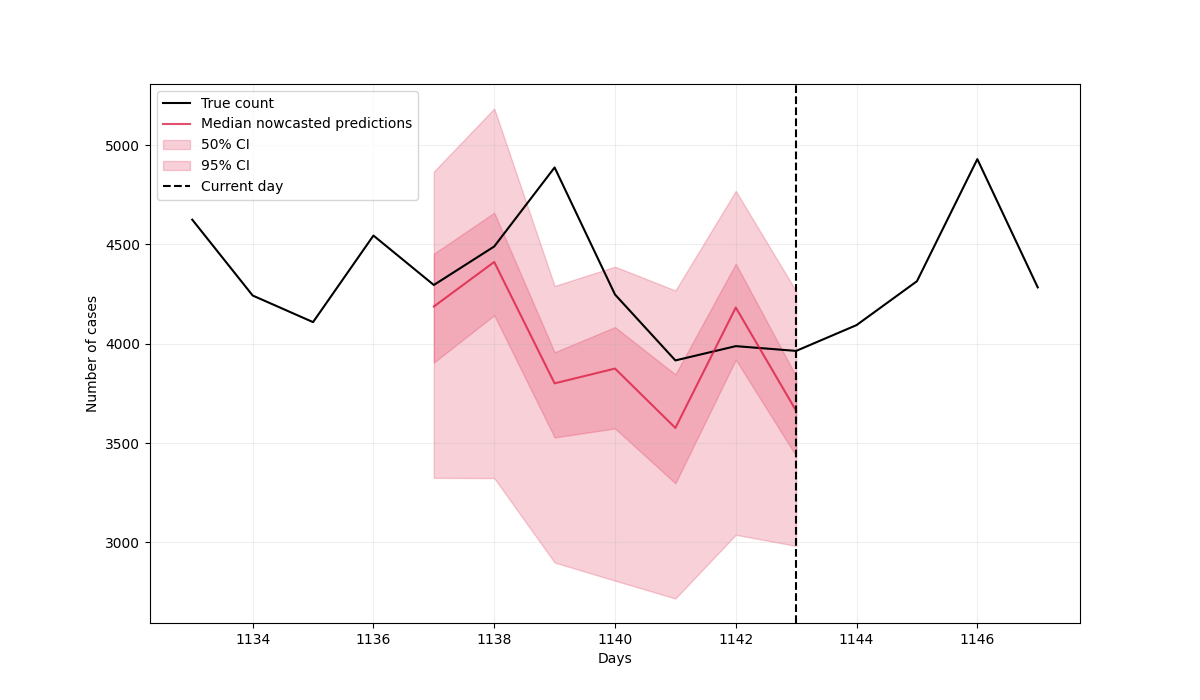 True count
Median nowcasted predictions
50% CI
95% CI
Current day
5000
4500
4000
3500
3000
Number of cases
1134 1136 1138 1140 1142 1144 1146
Days